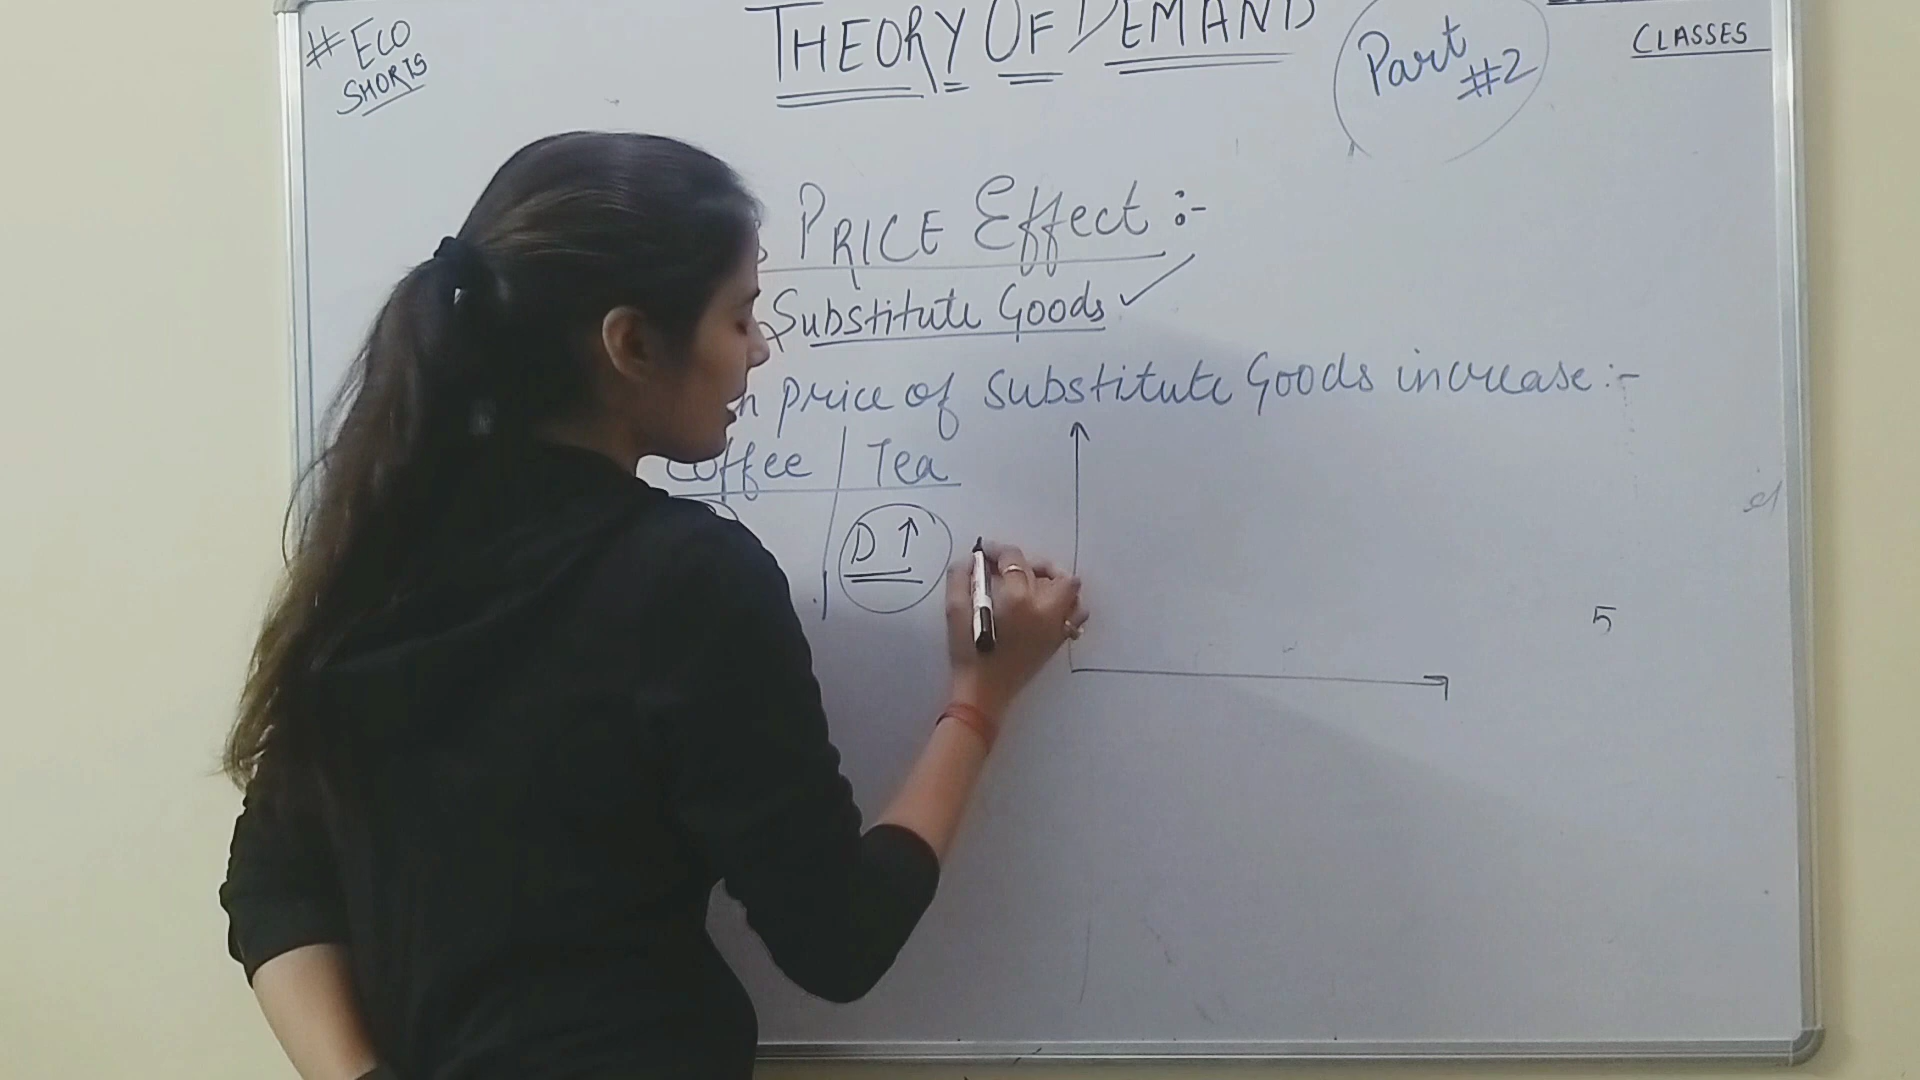 # ECO
SHORTS
THEORY OF DEMAND
Part
#2
CLASSES
PRICE Effect :-
Substitute Goods ✓
price of Substitute Goods increase :-
Coffee | Tea
D ↑
5